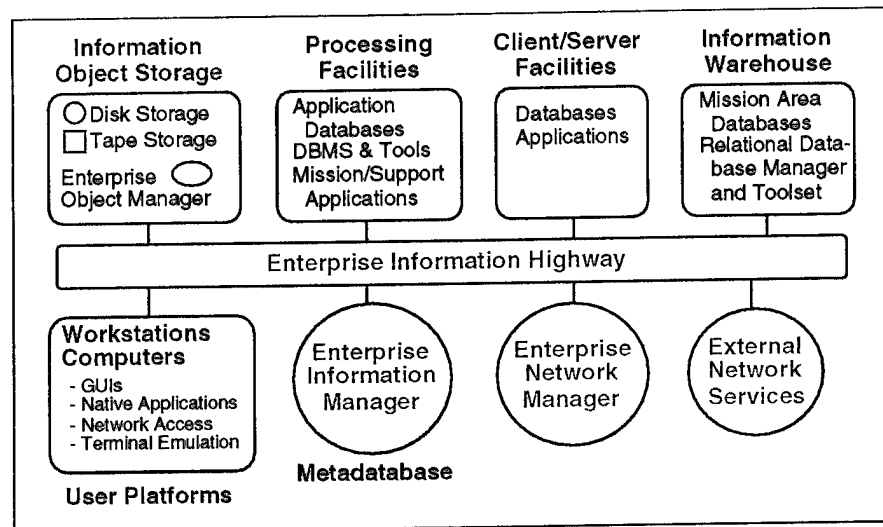 Information
Object Storage
Disk Storage
Tape Storage
Enterprise
Object Manager
Processing
Facilities
Application
Databases
DBMS & Tools
Mission/Support
Applications
Client/Server
Facilities
Databases
Applications
Information
Warehouse
Mission Area
Databases
Relational Data-
base Manager
and Toolset
Enterprise Information Highway
Workstations
Computers
- GUIs
- Native Applications
- Network Access
- Terminal Emulation
User Platforms
Enterprise
Information
Manager
Metadatabase
Enterprise
Network
Manager
External
Network
Services